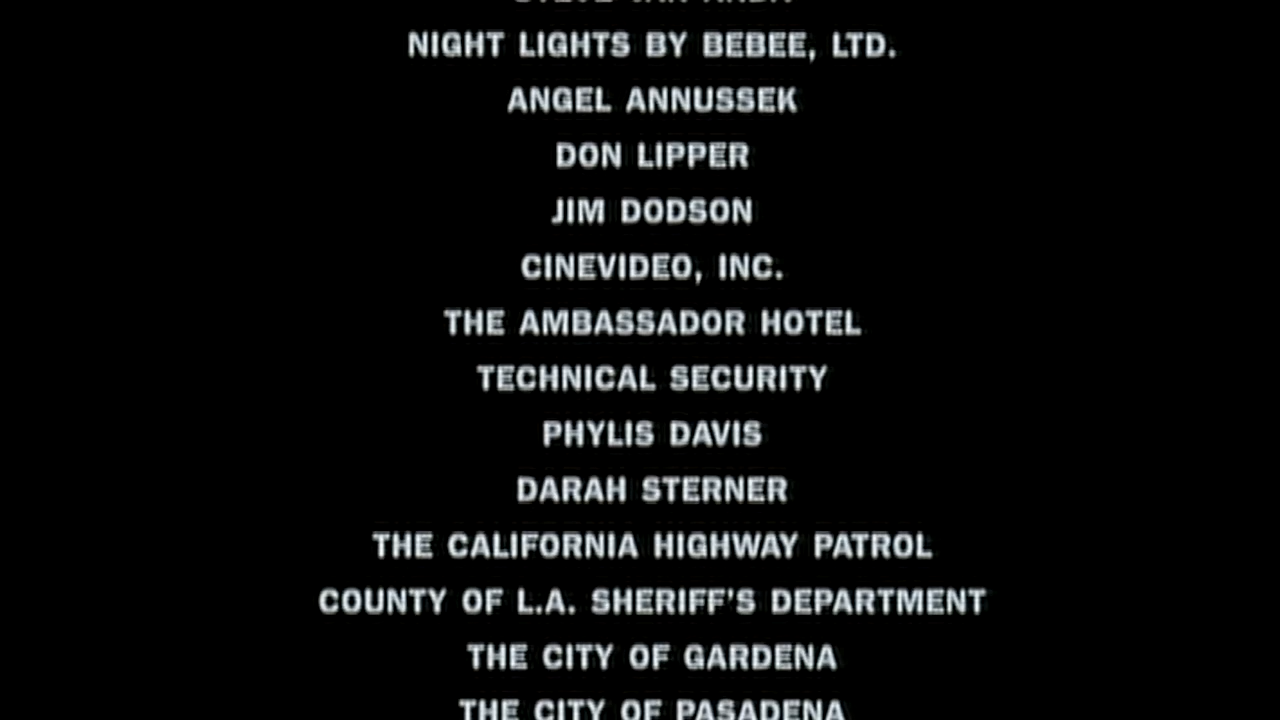 NIGHT LIGHTS BY BEBEE, LTD.
ANGEL ANNUSSEK
DON LIPPER
JIM DODSON
CINEVIDEO, INC.
THE AMBASSADOR HOTEL
TECHNICAL SECURITY
PHYLIS DAVIS
DARAH STERNER
THE CALIFORNIA HIGHWAY PATROL
COUNTY OF L.A. SHERIFF'S DEPARTMENT
THE CITY OF GARDENA
THE CITY OF PASADENA